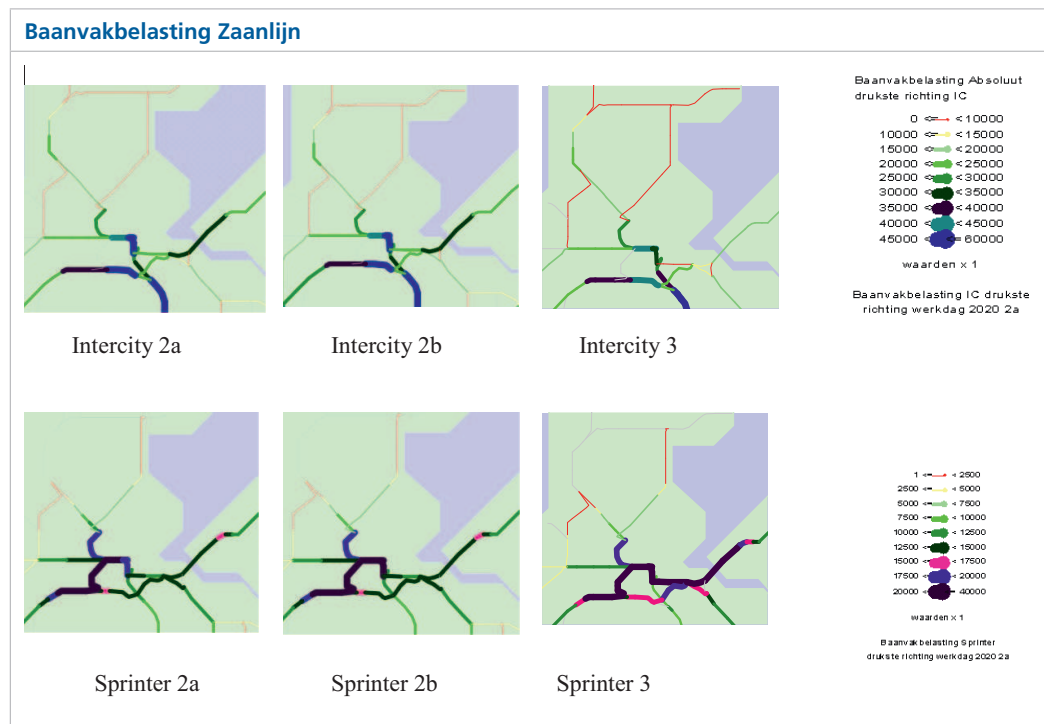 Baanvakbelasting Zaanlijn
Baanvakbelasting Absoluut
drukste richting IC
0 < < 10000
10000 < < 15000
15000 < < 20000
20000 < < 25000
25000 < < 30000
30000 < < 35000
35000 < < 40000
40000 < < 45000
45000 < <= 60000
waarden x 1
Baanvakbelasting IC drukste
richting werkdag 2020 2a
Intercity 2a
Intercity 2b
Intercity 3
1 < < 2500
2500 < < 5000
5000 < < 7500
7500 < < 10000
10000 < < 12500
12500 < < 15000
15000 < < 17500
17500 < < 20000
20000 < < 40000
waarden x 1
Baanvakbelasting Sprinter
drukste richting werkdag 2020 2a
Sprinter 2a
Sprinter 2b
Sprinter 3